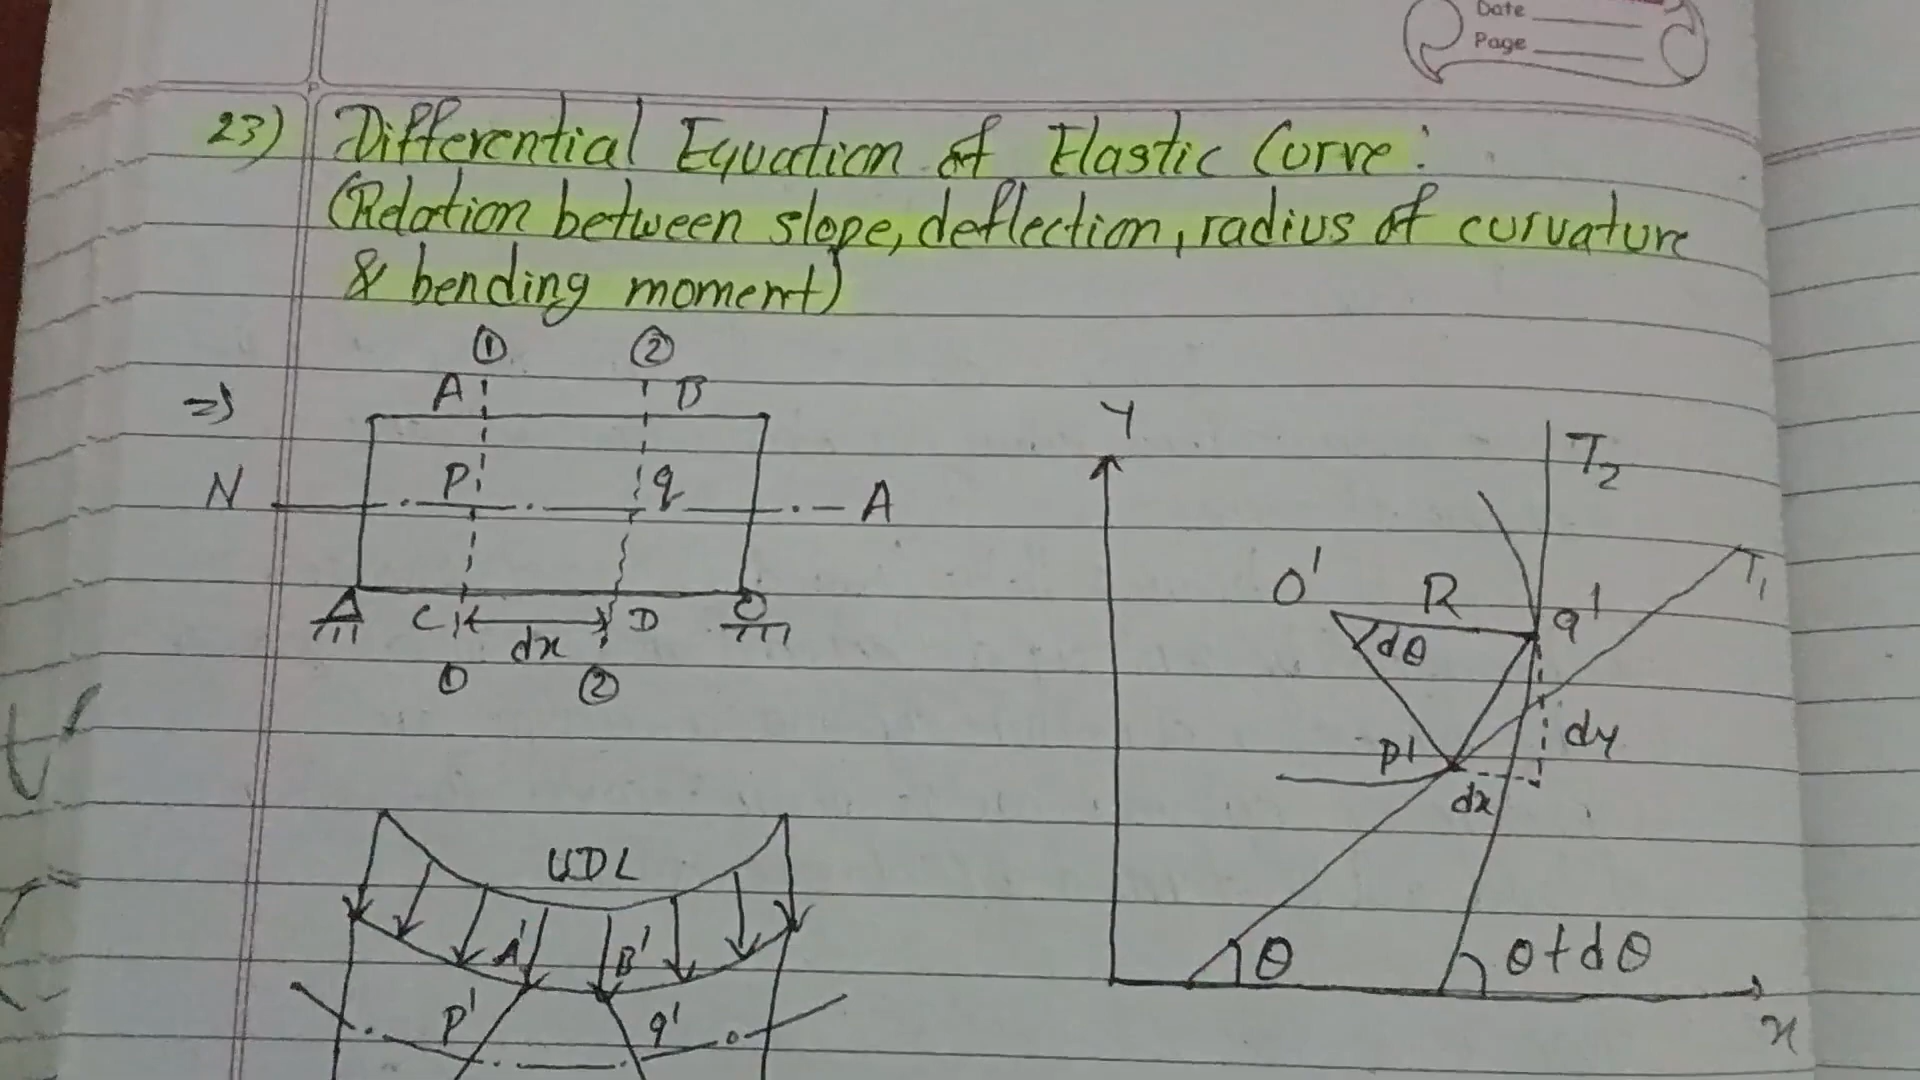 Date
Page
23) Differential Equation of Elastic Corve:
(Relation between slope, deflection, radius of curvature
& bending moment)
① ②
A B
=>
N P q A
C dx D
① ②
Y
T2
T1
O' R q'
dθ
p' dy
dx
θ θ+dθ
x
UDL
A' B'
p' q'